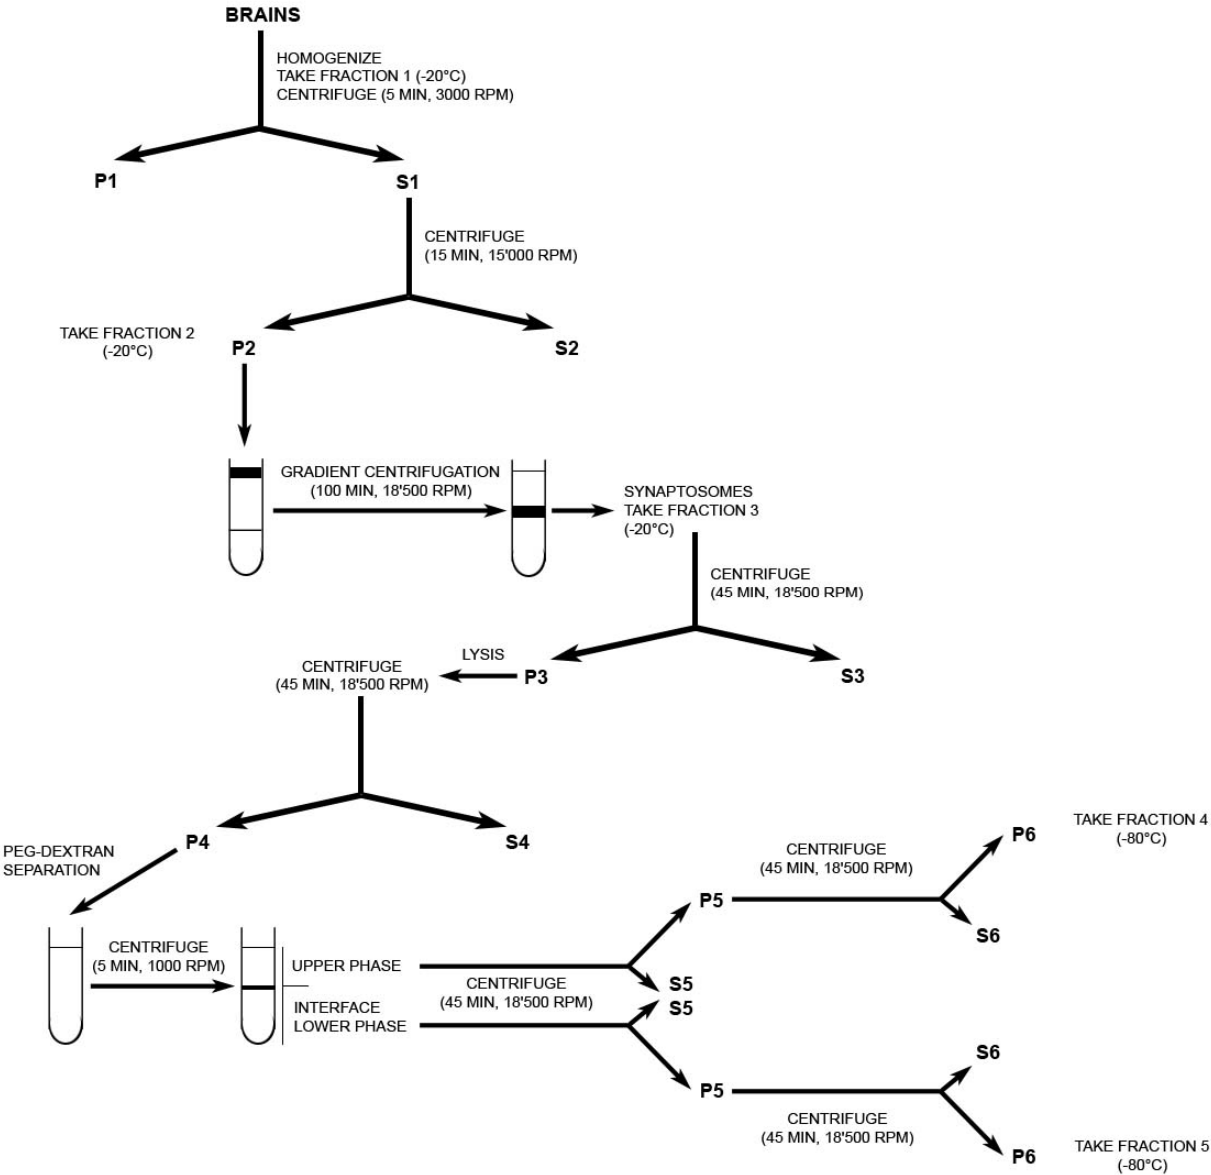 BRAINS
HOMOGENIZE
TAKE FRACTION 1 (-20°C)
CENTRIFUGE (5 MIN, 3000 RPM)
P1
S1
CENTRIFUGE
(15 MIN, 15'000 RPM)
TAKE FRACTION 2
(-20°C)
P2
S2
GRADIENT CENTRIFUGATION
(100 MIN, 18'500 RPM)
SYNAPTOSOMES
TAKE FRACTION 3
(-20°C)
CENTRIFUGE
(45 MIN, 18'500 RPM)
P3
S3
LYSIS
CENTRIFUGE
(45 MIN, 18'500 RPM)
P4
S4
PEG-DEXTRAN
SEPARATION
CENTRIFUGE
(5 MIN, 1000 RPM)
UPPER PHASE
INTERFACE
LOWER PHASE
CENTRIFUGE
(45 MIN, 18'500 RPM)
P5
S5
S5
P5
CENTRIFUGE
(45 MIN, 18'500 RPM)
P6
TAKE FRACTION 4
(-80°C)
S6
S6
CENTRIFUGE
(45 MIN, 18'500 RPM)
P6
TAKE FRACTION 5
(-80°C)